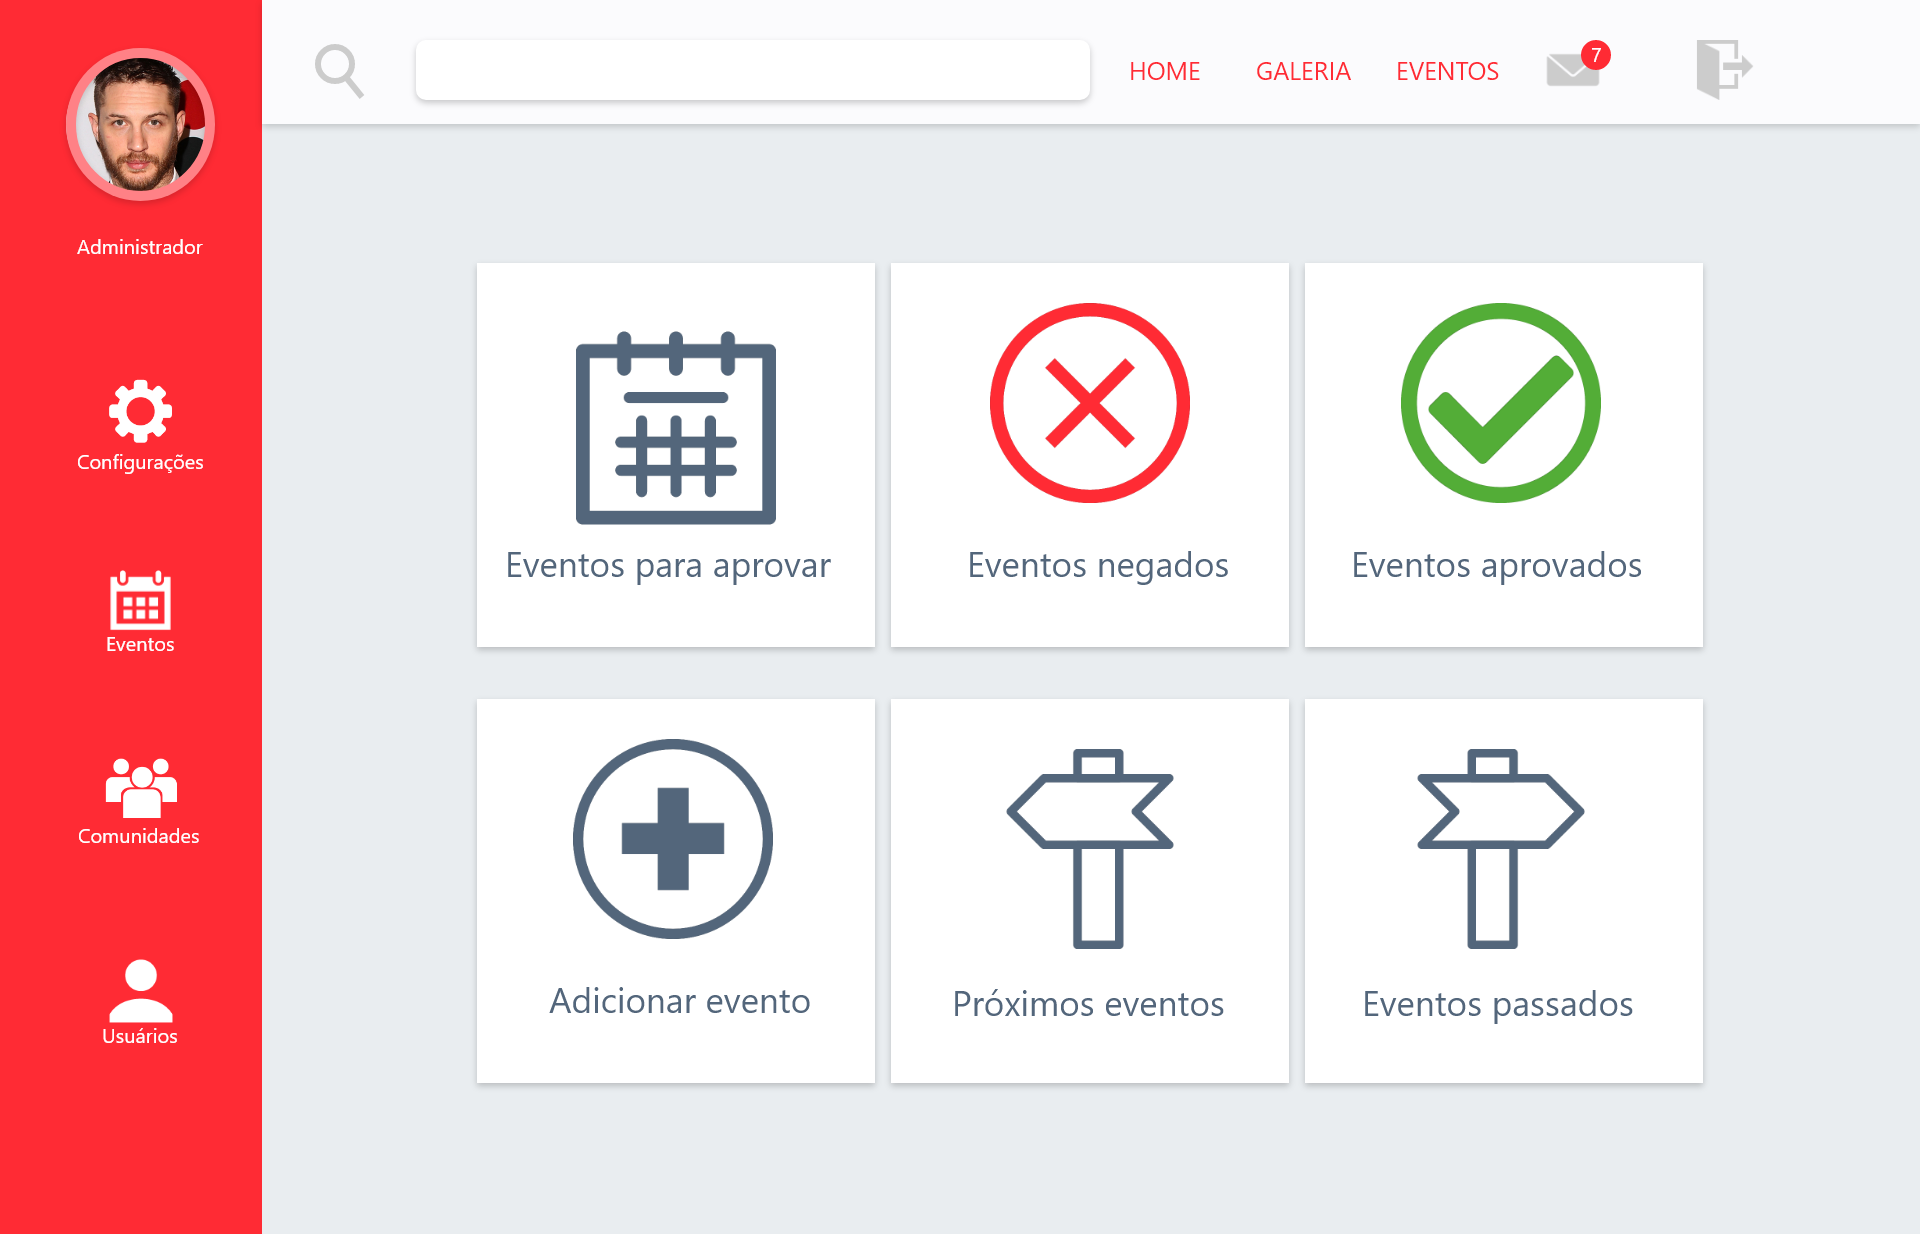 HOME
GALERIA
EVENTOS
7
Administrador
Configurações
Eventos
Comunidades
Usuários
Eventos para aprovar
Eventos negados
Eventos aprovados
Adicionar evento
Próximos eventos
Eventos passados